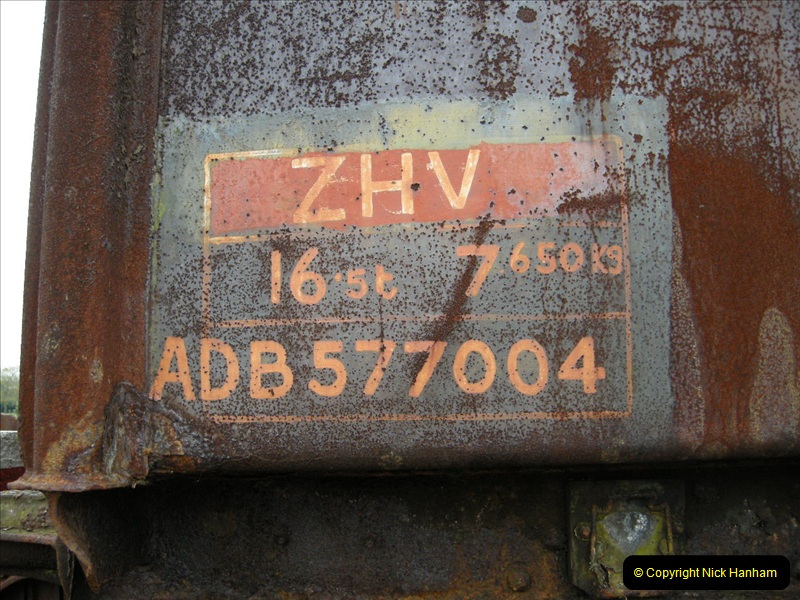 ZHV
16.5t 7650kg
ADB577004
© Copyright Nick Hanham